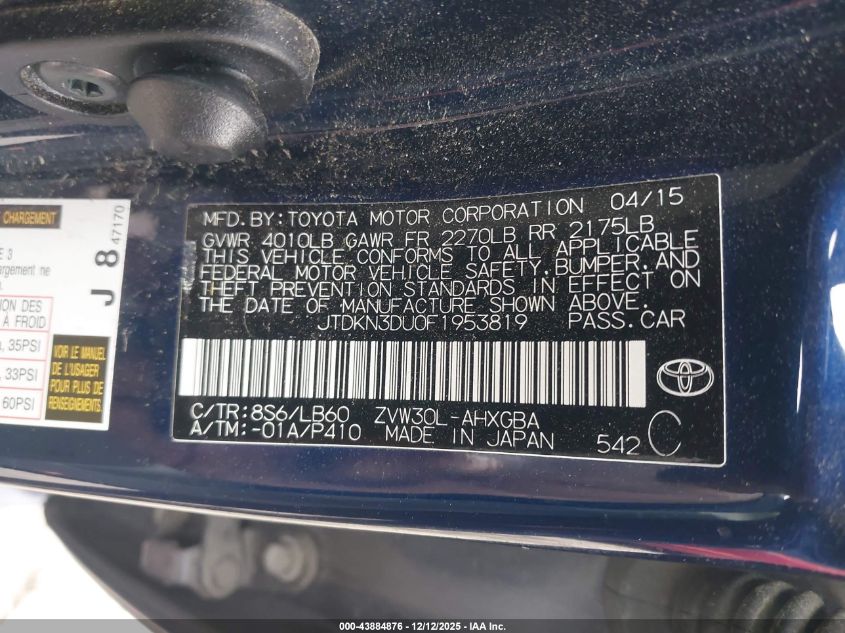 CHARGEMENT
47170
J 8
E 3
argement ne
SION DES
À FROID
, 35PSI
, 33PSI
60PSI
VOIR LE MANUEL
DE L'USAGER
POUR PLUS DE
RENSEIGNEMENTS
MFD. BY: TOYOTA MOTOR CORPORATION 04/15
GVWR 4010LB GAWR FR 2270LB RR 2175LB
THIS VEHICLE CONFORMS TO ALL APPLICABLE
FEDERAL MOTOR VEHICLE SAFETY, BUMPER, AND
THEFT PREVENTION STANDARDS IN EFFECT ON
THE DATE OF MANUFACTURE SHOWN ABOVE.
JTDKN3DU0F1953819 PASS.CAR
C/TR:8S6/LB60 ZVW30L-AHXGBA
A/TM:-01A/P410 MADE IN JAPAN
542 C
000-43884876 - 12/12/2025 - IAA Inc.